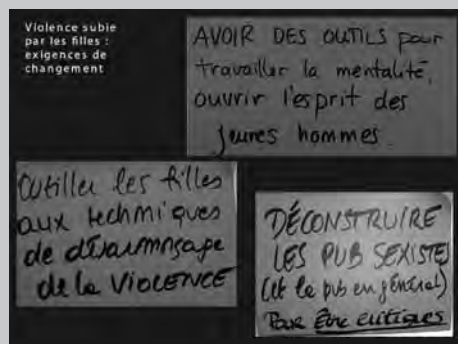 Violence subie
par les filles :
exigences de
changement
AVOIR DES OUTILS pour
travailler la mentalité,
ouvrir l'esprit des
jeunes hommes.
Outiller les filles
aux techniques
de désarmorçage
de la VIOLENCE
DÉCONSTRUIRE
LES PUB SEXISTE
(et la pub en général)
Pour Être critiques